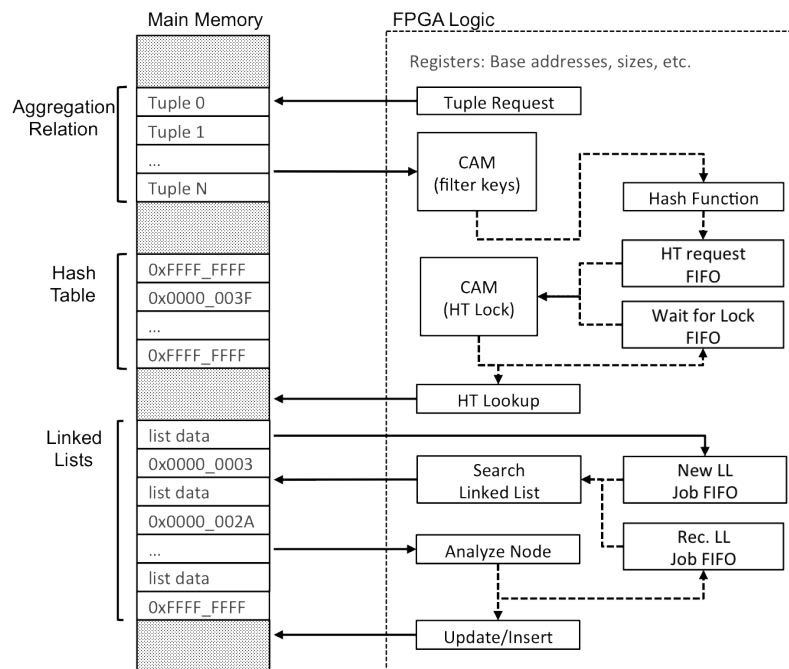 Main Memory
FPGA Logic
Registers: Base addresses, sizes, etc.
Aggregation
Relation
Tuple 0
Tuple 1
...
Tuple N
Tuple Request
CAM
(filter keys)
Hash Function
Hash
Table
0xFFFF_FFFF
0x0000_003F
...
0xFFFF_FFFF
HT request
FIFO
CAM
(HT Lock)
Wait for Lock
FIFO
HT Lookup
Linked
Lists
list data
0x0000_0003
list data
0x0000_002A
...
list data
0xFFFF_FFFF
Search
Linked List
New LL
Job FIFO
Rec. LL
Job FIFO
Analyze Node
Update/Insert